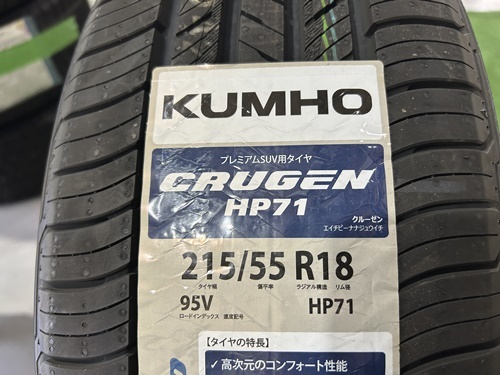 KUMHO
プレミアムSUV用タイヤ
CRUGEN
HP71
クルーゼン
エイチピーナナジュウイチ
215/55 R18
タイヤ幅 偏平率 ラジアル構造 リム径
95V HP71
ロードインデックス 速度記号
【タイヤの特長】
✓高次元のコンフォート性能